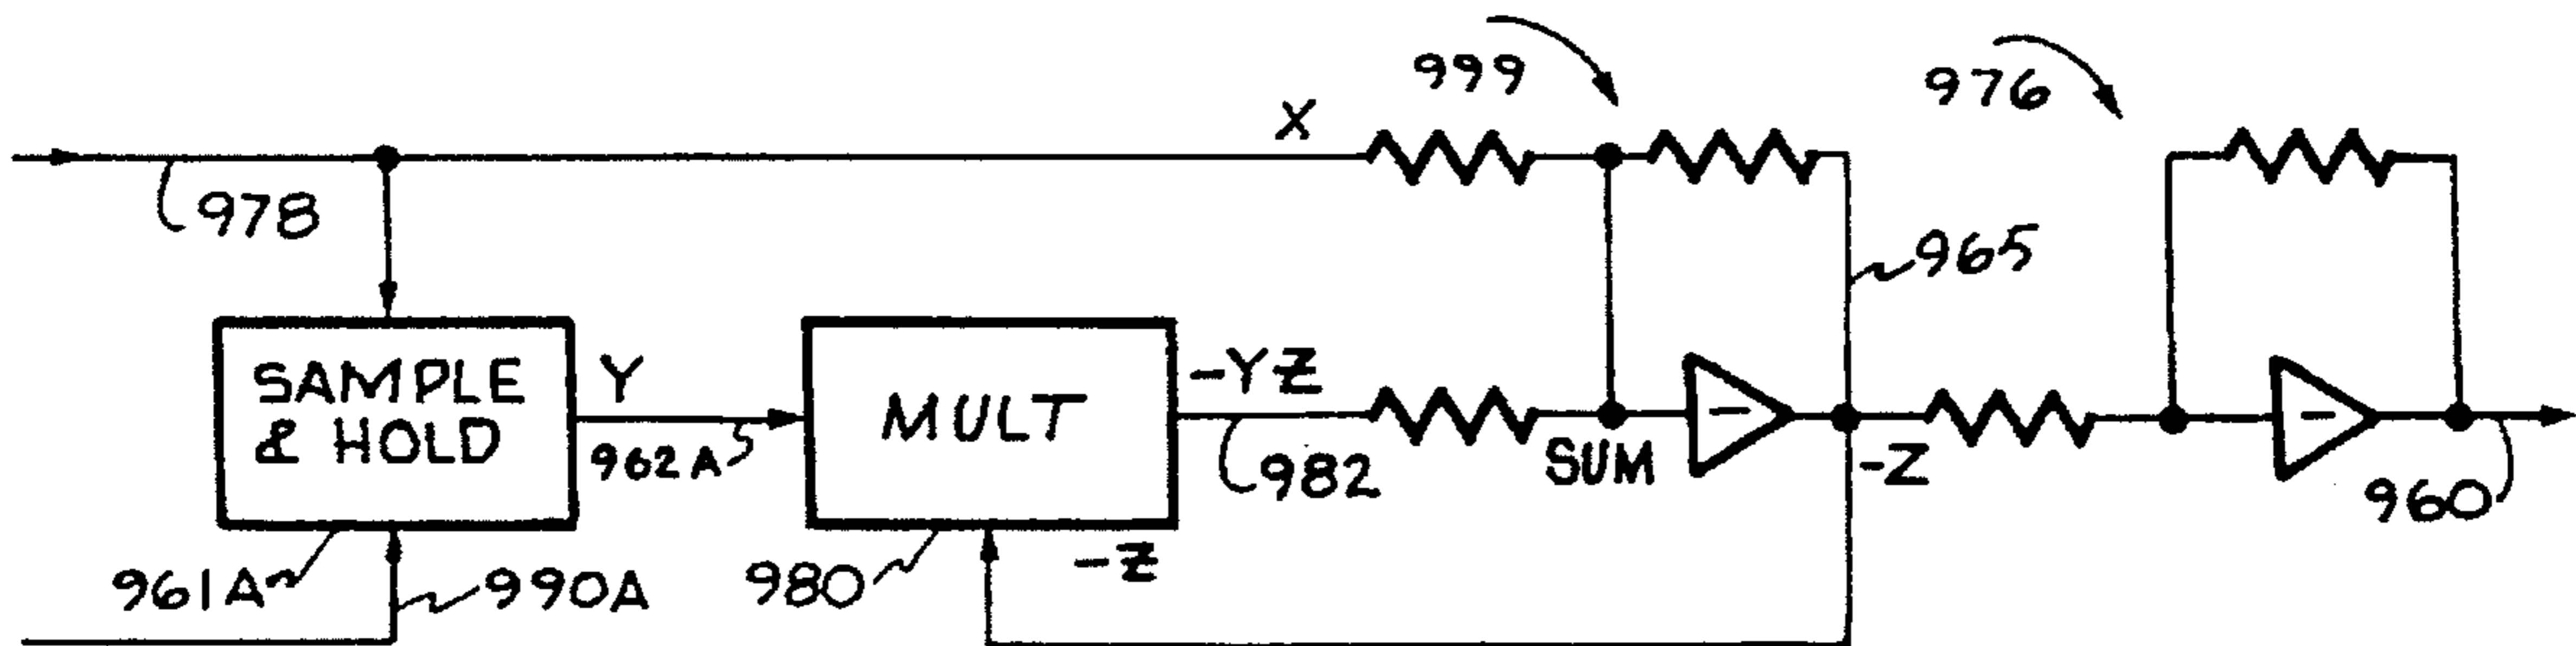 999
976
X
978
965
SAMPLE
& HOLD
Y
962A
MULT
-YZ
982
SUM
-
-Z
-
960
961A
990A
980
-Z